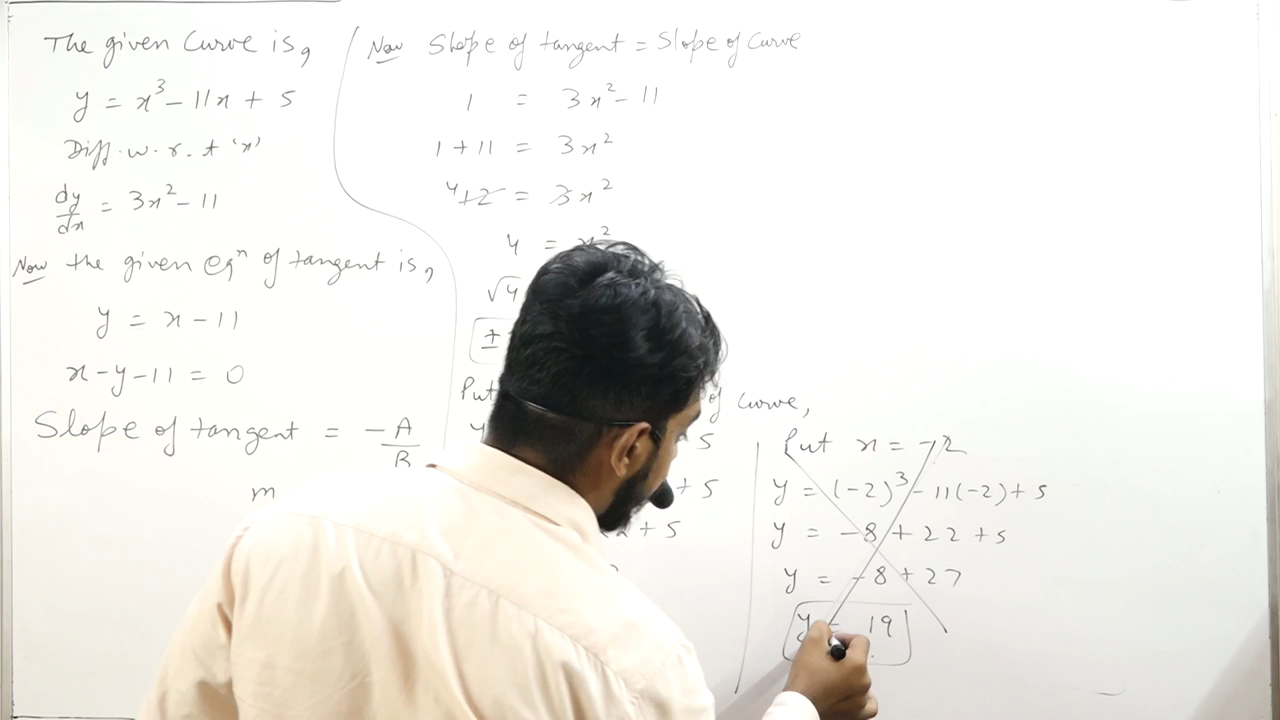 The given Curve is,
y = x³ - 11x + 5
Diff. w. r. t 'x'
dy/dx = 3x² - 11
Now the given eqⁿ of tangent is,
y = x - 11
x - y - 11 = 0
Slope of tangent = -A/B
m
Now Slope of tangent = Slope of Curve
1 = 3x² - 11
1 + 11 = 3x²
4 12 = 3x²
4 = x²
√4
±
Put of Curve,
y 5
+ 5
+ 5
Put x = -2
y = (-2)³ - 11(-2) + 5
y = -8 + 22 + 5
y = -8 + 27
y = 19